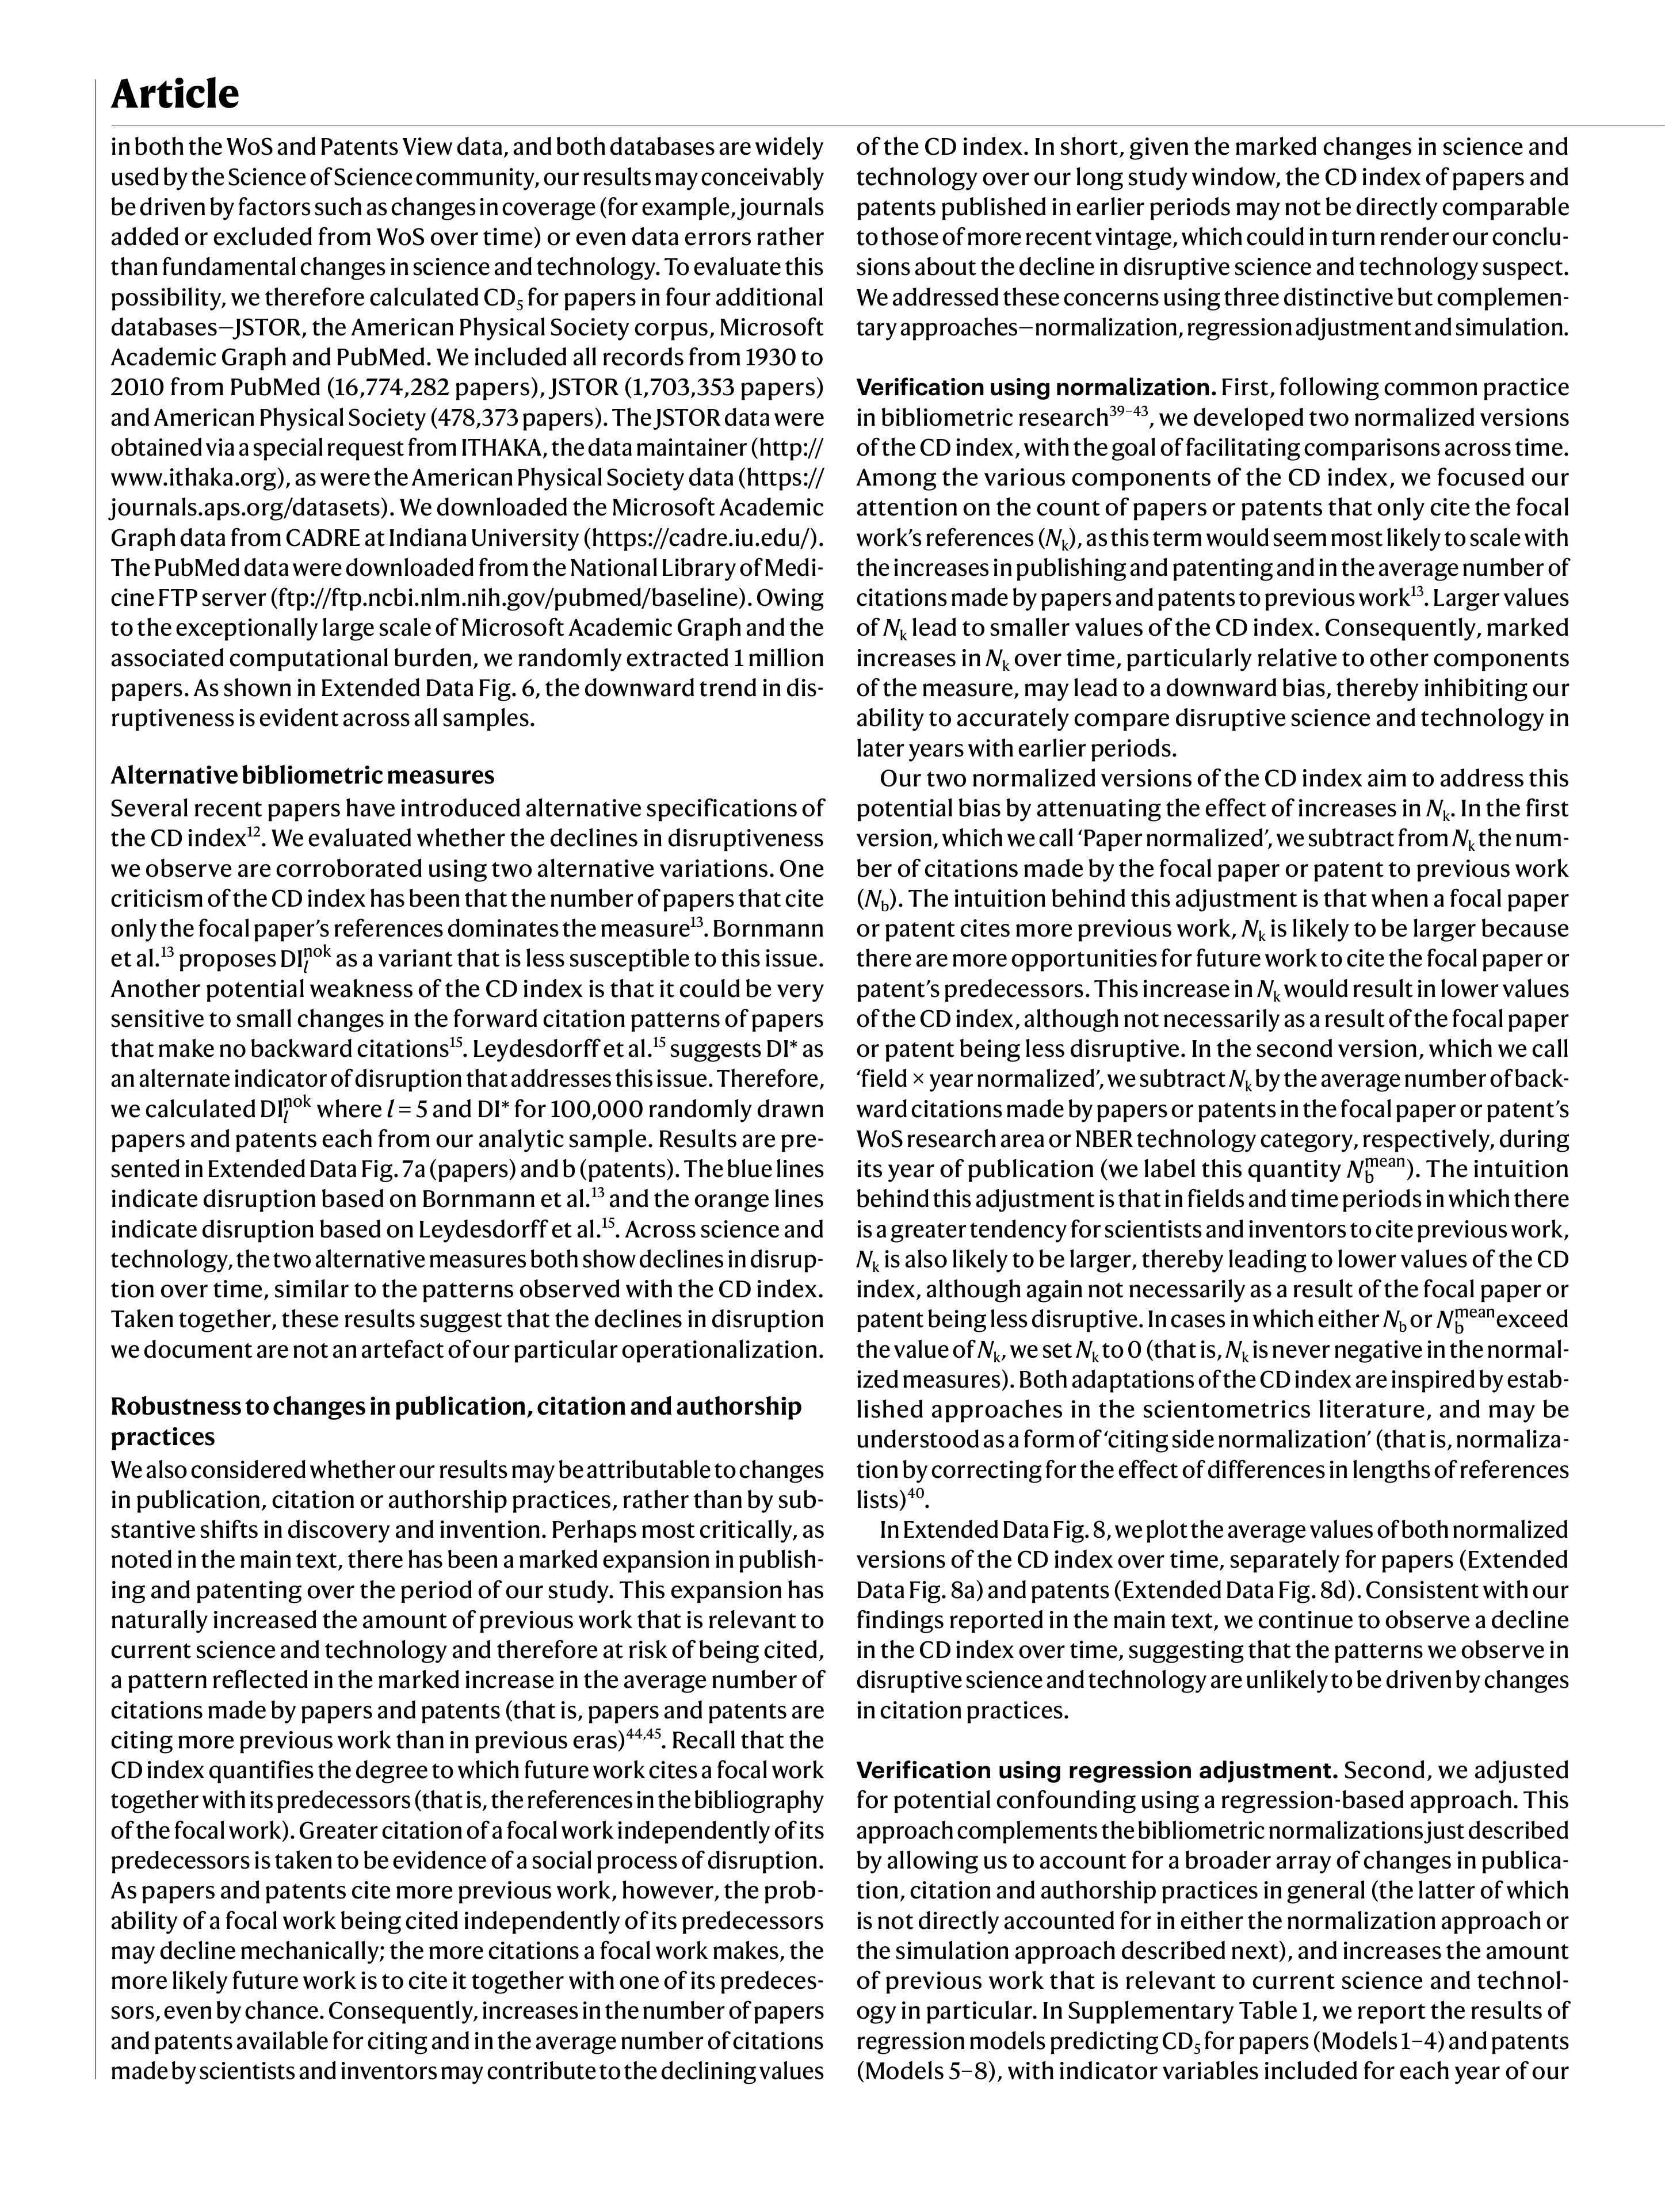 Article
in both the WoS and Patents View data, and both databases are widely
used by the Science of Science community, our results may conceivably
be driven by factors such as changes in coverage (for example, journals
added or excluded from WoS over time) or even data errors rather
than fundamental changes in science and technology. To evaluate this
possibility, we therefore calculated CD₅ for papers in four additional
databases—JSTOR, the American Physical Society corpus, Microsoft
Academic Graph and PubMed. We included all records from 1930 to
2010 from PubMed (16,774,282 papers), JSTOR (1,703,353 papers)
and American Physical Society (478,373 papers). The JSTOR data were
obtained via a special request from ITHAKA, the data maintainer (http://
www.ithaka.org), as were the American Physical Society data (https://
journals.aps.org/datasets). We downloaded the Microsoft Academic
Graph data from CADRE at Indiana University (https://cadre.iu.edu/).
The PubMed data were downloaded from the National Library of Medi-
cine FTP server (ftp://ftp.ncbi.nlm.nih.gov/pubmed/baseline). Owing
to the exceptionally large scale of Microsoft Academic Graph and the
associated computational burden, we randomly extracted 1 million
papers. As shown in Extended Data Fig. 6, the downward trend in dis-
ruptiveness is evident across all samples.
Alternative bibliometric measures
Several recent papers have introduced alternative specifications of
the CD index¹². We evaluated whether the declines in disruptiveness
we observe are corroborated using two alternative variations. One
criticism of the CD index has been that the number of papers that cite
only the focal paper's references dominates the measure¹³. Bornmann
et al.¹³ proposes DIₗⁿᵒᵏ as a variant that is less susceptible to this issue.
Another potential weakness of the CD index is that it could be very
sensitive to small changes in the forward citation patterns of papers
that make no backward citations¹⁵. Leydesdorff et al.¹⁵ suggests DI* as
an alternate indicator of disruption that addresses this issue. Therefore,
we calculated DIₗⁿᵒᵏ where l = 5 and DI* for 100,000 randomly drawn
papers and patents each from our analytic sample. Results are pre-
sented in Extended Data Fig. 7a (papers) and b (patents). The blue lines
indicate disruption based on Bornmann et al.¹³ and the orange lines
indicate disruption based on Leydesdorff et al.¹⁵. Across science and
technology, the two alternative measures both show declines in disrup-
tion over time, similar to the patterns observed with the CD index.
Taken together, these results suggest that the declines in disruption
we document are not an artefact of our particular operationalization.
Robustness to changes in publication, citation and authorship
practices
We also considered whether our results may be attributable to changes
in publication, citation or authorship practices, rather than by sub-
stantive shifts in discovery and invention. Perhaps most critically, as
noted in the main text, there has been a marked expansion in publish-
ing and patenting over the period of our study. This expansion has
naturally increased the amount of previous work that is relevant to
current science and technology and therefore at risk of being cited,
a pattern reflected in the marked increase in the average number of
citations made by papers and patents (that is, papers and patents are
citing more previous work than in previous eras)⁴⁴,⁴⁵. Recall that the
CD index quantifies the degree to which future work cites a focal work
together with its predecessors (that is, the references in the bibliography
of the focal work). Greater citation of a focal work independently of its
predecessors is taken to be evidence of a social process of disruption.
As papers and patents cite more previous work, however, the prob-
ability of a focal work being cited independently of its predecessors
may decline mechanically; the more citations a focal work makes, the
more likely future work is to cite it together with one of its predeces-
sors, even by chance. Consequently, increases in the number of papers
and patents available for citing and in the average number of citations
made by scientists and inventors may contribute to the declining values
of the CD index. In short, given the marked changes in science and
technology over our long study window, the CD index of papers and
patents published in earlier periods may not be directly comparable
to those of more recent vintage, which could in turn render our conclu-
sions about the decline in disruptive science and technology suspect.
We addressed these concerns using three distinctive but complemen-
tary approaches—normalization, regression adjustment and simulation.
Verification using normalization. First, following common practice
in bibliometric research³⁹⁻⁴³, we developed two normalized versions
of the CD index, with the goal of facilitating comparisons across time.
Among the various components of the CD index, we focused our
attention on the count of papers or patents that only cite the focal
work's references (Nₖ), as this term would seem most likely to scale with
the increases in publishing and patenting and in the average number of
citations made by papers and patents to previous work¹³. Larger values
of Nₖ lead to smaller values of the CD index. Consequently, marked
increases in Nₖ over time, particularly relative to other components
of the measure, may lead to a downward bias, thereby inhibiting our
ability to accurately compare disruptive science and technology in
later years with earlier periods.
Our two normalized versions of the CD index aim to address this
potential bias by attenuating the effect of increases in Nₖ. In the first
version, which we call 'Paper normalized', we subtract from Nₖ the num-
ber of citations made by the focal paper or patent to previous work
(N_b). The intuition behind this adjustment is that when a focal paper
or patent cites more previous work, Nₖ is likely to be larger because
there are more opportunities for future work to cite the focal paper or
patent's predecessors. This increase in Nₖ would result in lower values
of the CD index, although not necessarily as a result of the focal paper
or patent being less disruptive. In the second version, which we call
'field × year normalized', we subtract Nₖ by the average number of back-
ward citations made by papers or patents in the focal paper or patent's
WoS research area or NBER technology category, respectively, during
its year of publication (we label this quantity N_b^mean). The intuition
behind this adjustment is that in fields and time periods in which there
is a greater tendency for scientists and inventors to cite previous work,
Nₖ is also likely to be larger, thereby leading to lower values of the CD
index, although again not necessarily as a result of the focal paper or
patent being less disruptive. In cases in which either N_b or N_b^mean exceed
the value of Nₖ, we set Nₖ to 0 (that is, Nₖ is never negative in the normal-
ized measures). Both adaptations of the CD index are inspired by estab-
lished approaches in the scientometrics literature, and may be
understood as a form of 'citing side normalization' (that is, normaliza-
tion by correcting for the effect of differences in lengths of references
lists)⁴⁰.
In Extended Data Fig. 8, we plot the average values of both normalized
versions of the CD index over time, separately for papers (Extended
Data Fig. 8a) and patents (Extended Data Fig. 8d). Consistent with our
findings reported in the main text, we continue to observe a decline
in the CD index over time, suggesting that the patterns we observe in
disruptive science and technology are unlikely to be driven by changes
in citation practices.
Verification using regression adjustment. Second, we adjusted
for potential confounding using a regression-based approach. This
approach complements the bibliometric normalizations just described
by allowing us to account for a broader array of changes in publica-
tion, citation and authorship practices in general (the latter of which
is not directly accounted for in either the normalization approach or
the simulation approach described next), and increases the amount
of previous work that is relevant to current science and technol-
ogy in particular. In Supplementary Table 1, we report the results of
regression models predicting CD₅ for papers (Models 1–4) and patents
(Models 5–8), with indicator variables included for each year of our